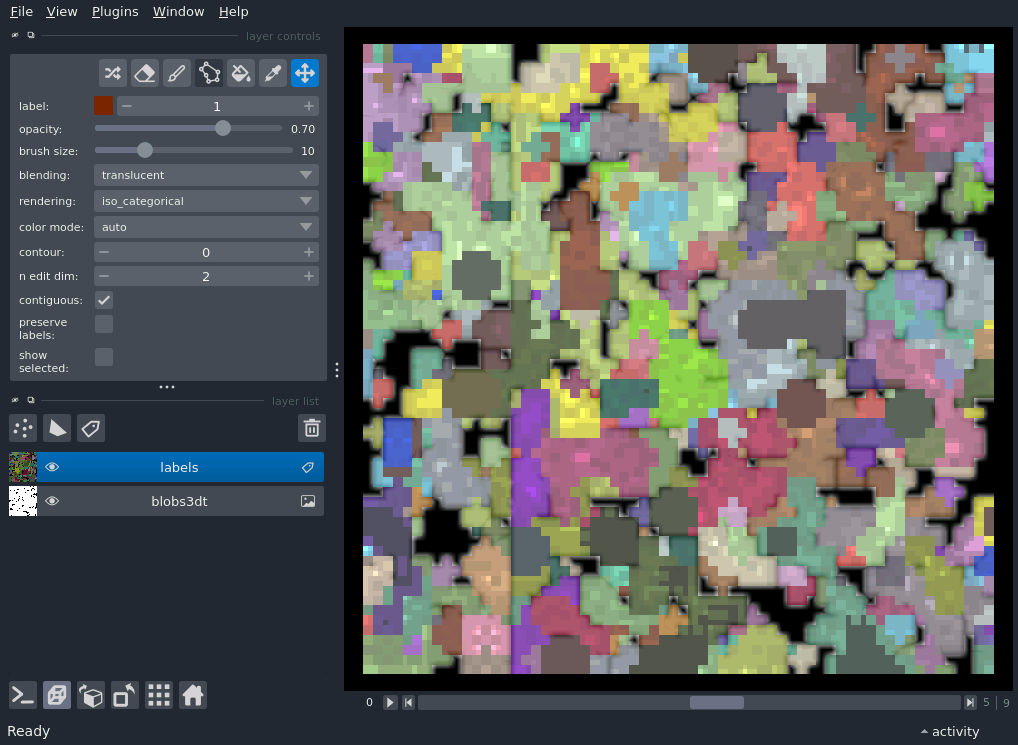 File View Plugins Window Help
layer controls
label: 1
opacity: 0.70
brush size: 10
blending: translucent
rendering: iso_categorical
color mode: auto
contour: 0
n edit dim: 2
contiguous:
preserve
labels:
show
selected:
layer list
labels
blobs3dt
0 5 | 9
Ready activity